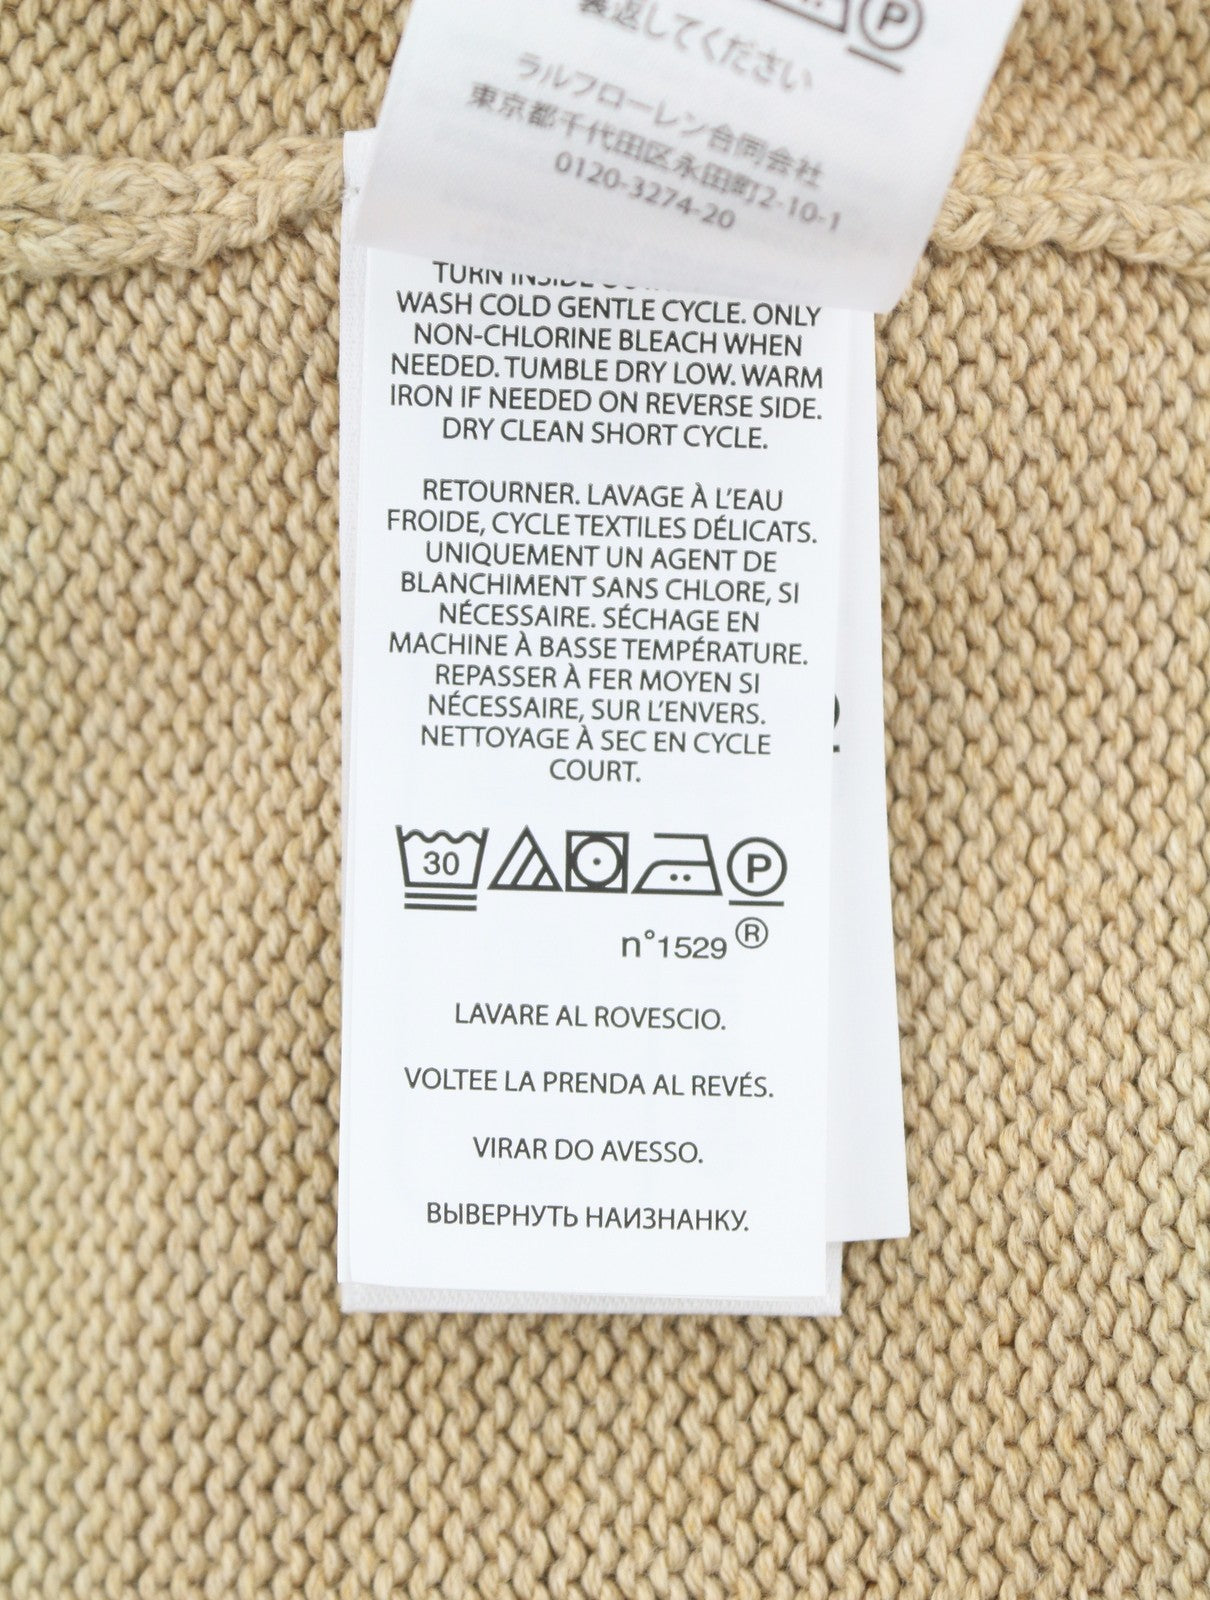 裏返してください
ラルフローレン合同会社
東京都千代田区永田町2-10-1
0120-3274-20
TURN INSIDE
WASH COLD GENTLE CYCLE. ONLY
NON-CHLORINE BLEACH WHEN
NEEDED. TUMBLE DRY LOW. WARM
IRON IF NEEDED ON REVERSE SIDE.
DRY CLEAN SHORT CYCLE.
RETOURNER. LAVAGE À L'EAU
FROIDE, CYCLE TEXTILES DÉLICATS.
UNIQUEMENT UN AGENT DE
BLANCHIMENT SANS CHLORE, SI
NÉCESSAIRE. SÉCHAGE EN
MACHINE À BASSE TEMPÉRATURE.
REPASSER À FER MOYEN SI
NÉCESSAIRE, SUR L'ENVERS.
NETTOYAGE À SEC EN CYCLE
COURT.
30 P
n°1529 ®
LAVARE AL ROVESCIO.
VOLTEE LA PRENDA AL REVÉS.
VIRAR DO AVESSO.
ВЫВЕРНУТЬ НАИЗНАНКУ.